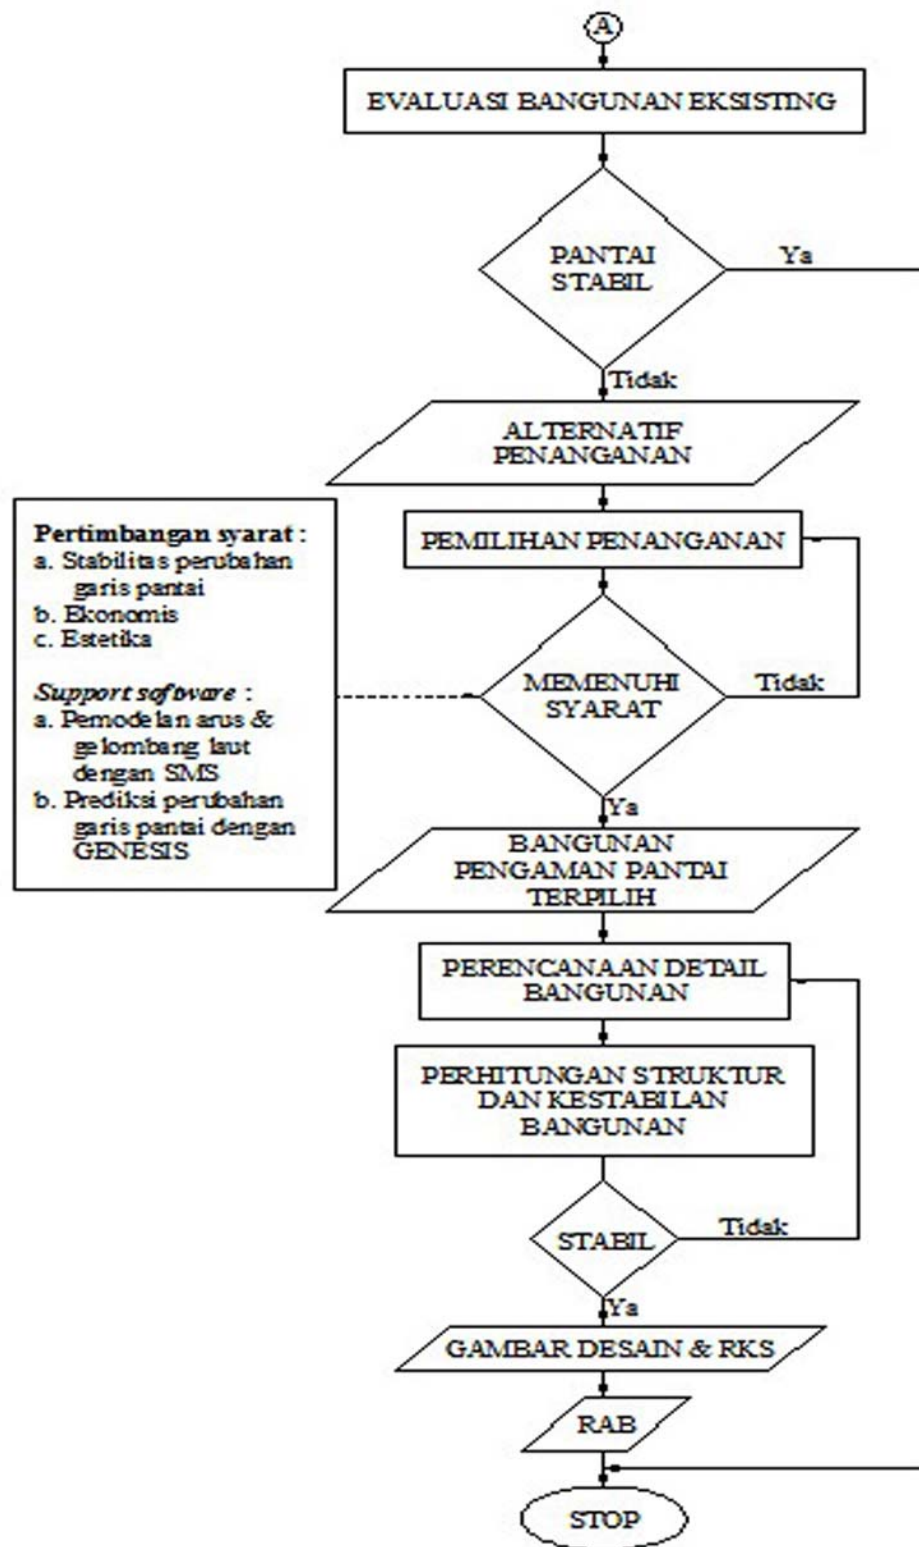 A
EVALUASI BANGUNAN EKSISTING
PANTAI
STABIL
Ya
Tidak
ALTERNATIF
PENANGANAN
PEMILIHAN PENANGANAN
Pertimbangan syarat :
a. Stabilitas perubahan
garis pantai
b. Ekonomis
c. Estetika
Support software :
a. Pemodelan arus &
gelombang laut
dengan SMS
b. Prediksi perubahan
garis pantai dengan
GENESIS
MEMENUHI
SYARAT
Tidak
Ya
BANGUNAN
PENGAMAN PANTAI
TERPILIH
PERENCANAAN DETAIL
BANGUNAN
PERHITUNGAN STRUKTUR
DAN KESTABILAN
BANGUNAN
STABIL
Tidak
Ya
GAMBAR DESAIN & RKS
RAB
STOP